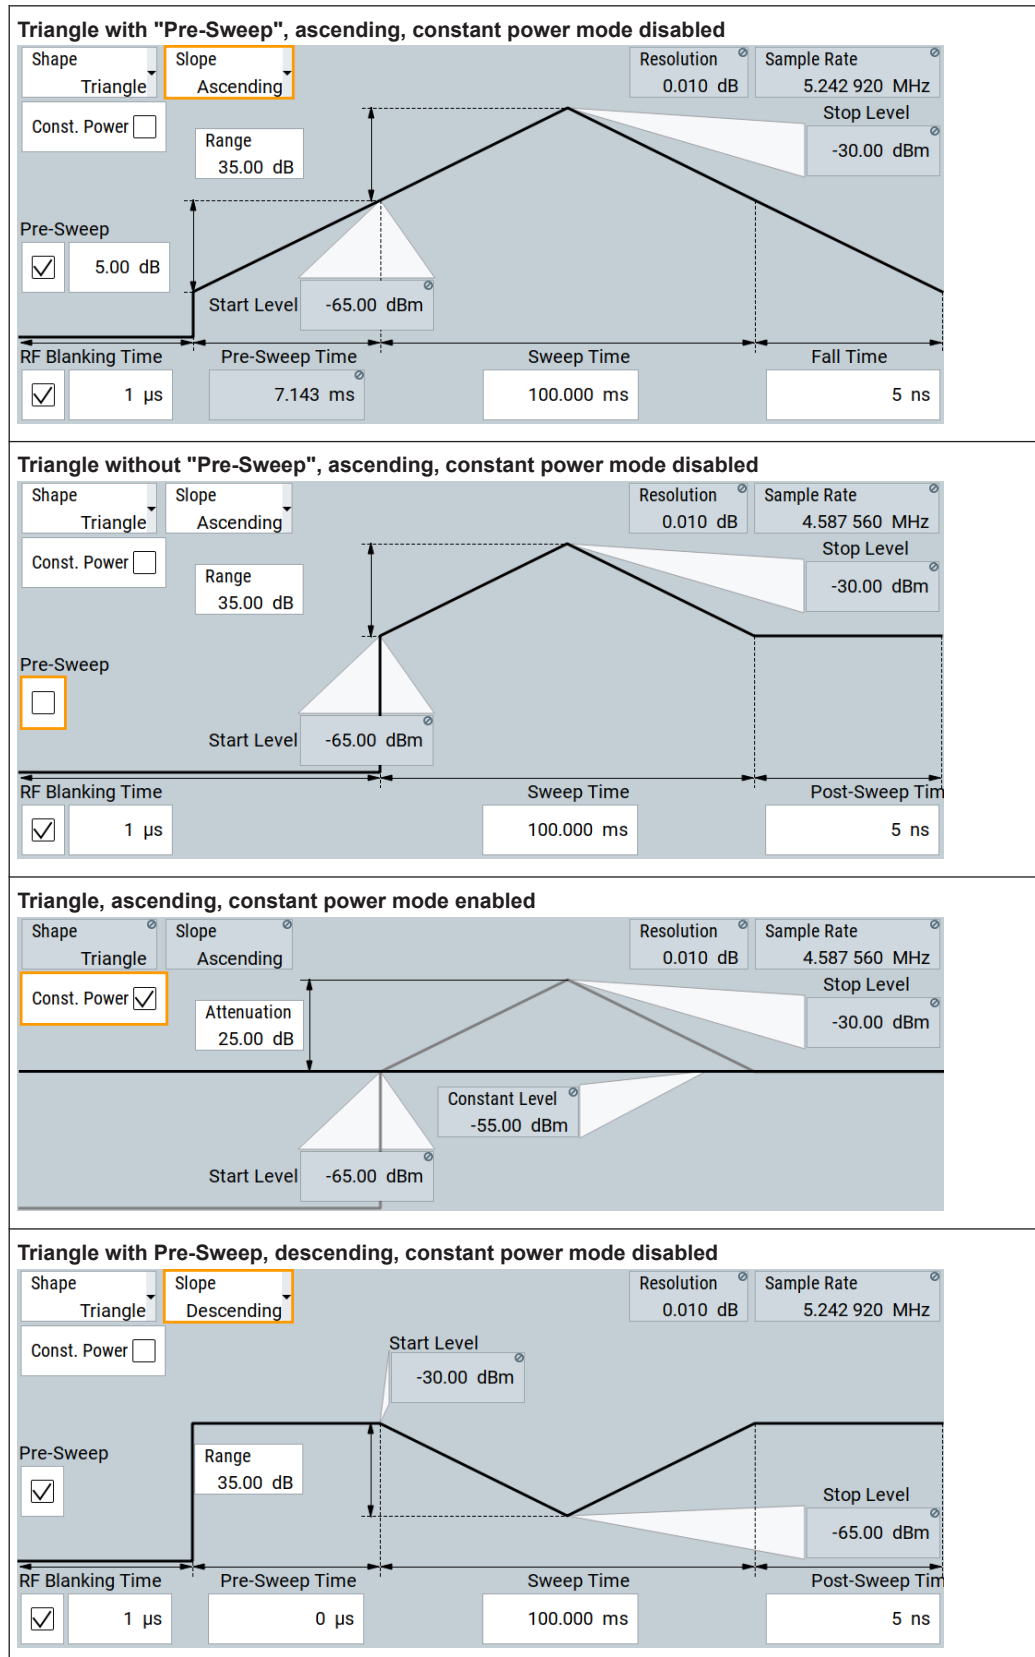 Triangle with "Pre-Sweep", ascending, constant power mode disabled
Shape Slope Resolution Sample Rate
Triangle Ascending 0.010 dB 5.242 920 MHz
Stop Level
Const. Power
Range -30.00 dBm
35.00 dB
Pre-Sweep
5.00 dB
Start Level -65.00 dBm
RF Blanking Time Pre-Sweep Time Sweep Time Fall Time
1 µs 7.143 ms 100.000 ms 5 ns
Triangle without "Pre-Sweep", ascending, constant power mode disabled
Shape Slope Resolution Sample Rate
Triangle Ascending 0.010 dB 4.587 560 MHz
Stop Level
Const. Power
Range -30.00 dBm
35.00 dB
Pre-Sweep
Start Level -65.00 dBm
RF Blanking Time Sweep Time Post-Sweep Tim
1 µs 100.000 ms 5 ns
Triangle, ascending, constant power mode enabled
Shape Slope Resolution Sample Rate
Triangle Ascending 0.010 dB 4.587 560 MHz
Stop Level
Const. Power
Attenuation -30.00 dBm
25.00 dB
Constant Level
-55.00 dBm
Start Level -65.00 dBm
Triangle with Pre-Sweep, descending, constant power mode disabled
Shape Slope Resolution Sample Rate
Triangle Descending 0.010 dB 5.242 920 MHz
Start Level
Const. Power
-30.00 dBm
Pre-Sweep Range
35.00 dB
Stop Level
-65.00 dBm
RF Blanking Time Pre-Sweep Time Sweep Time Post-Sweep Tim
1 µs 0 µs 100.000 ms 5 ns